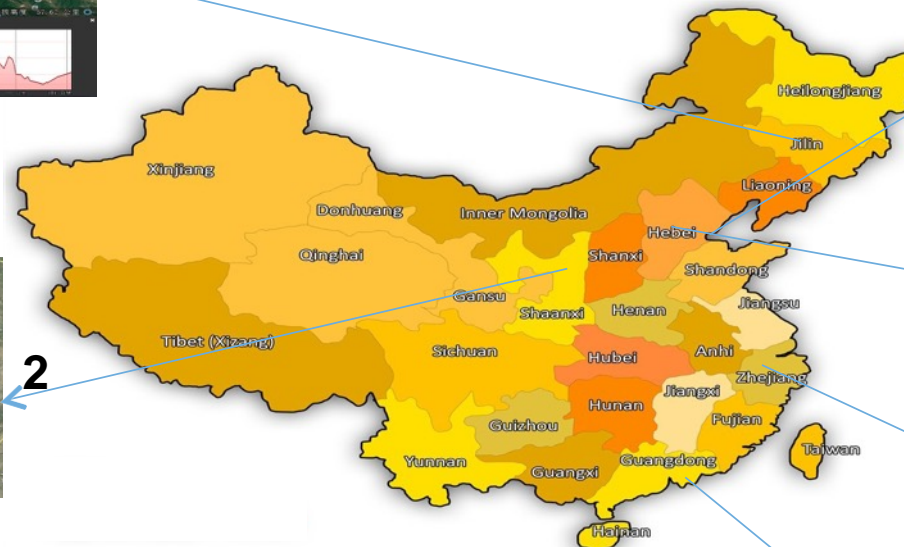 Heilongjiang
Jilin
Liaoning
Xinjiang
Donhuang
Inner Mongolia
Hebei
Qinghai
Shanxi
Shandong
Gansu
Shaanxi
Henan
Jiangsu
Tibet (Xizang)
Sichuan
Hubei
Anhi
Zhejiang
2
Hunan
Jiangxi
Guizhou
Fujian
Yunnan
Guangxi
Guangdong
Taiwan
Hainan